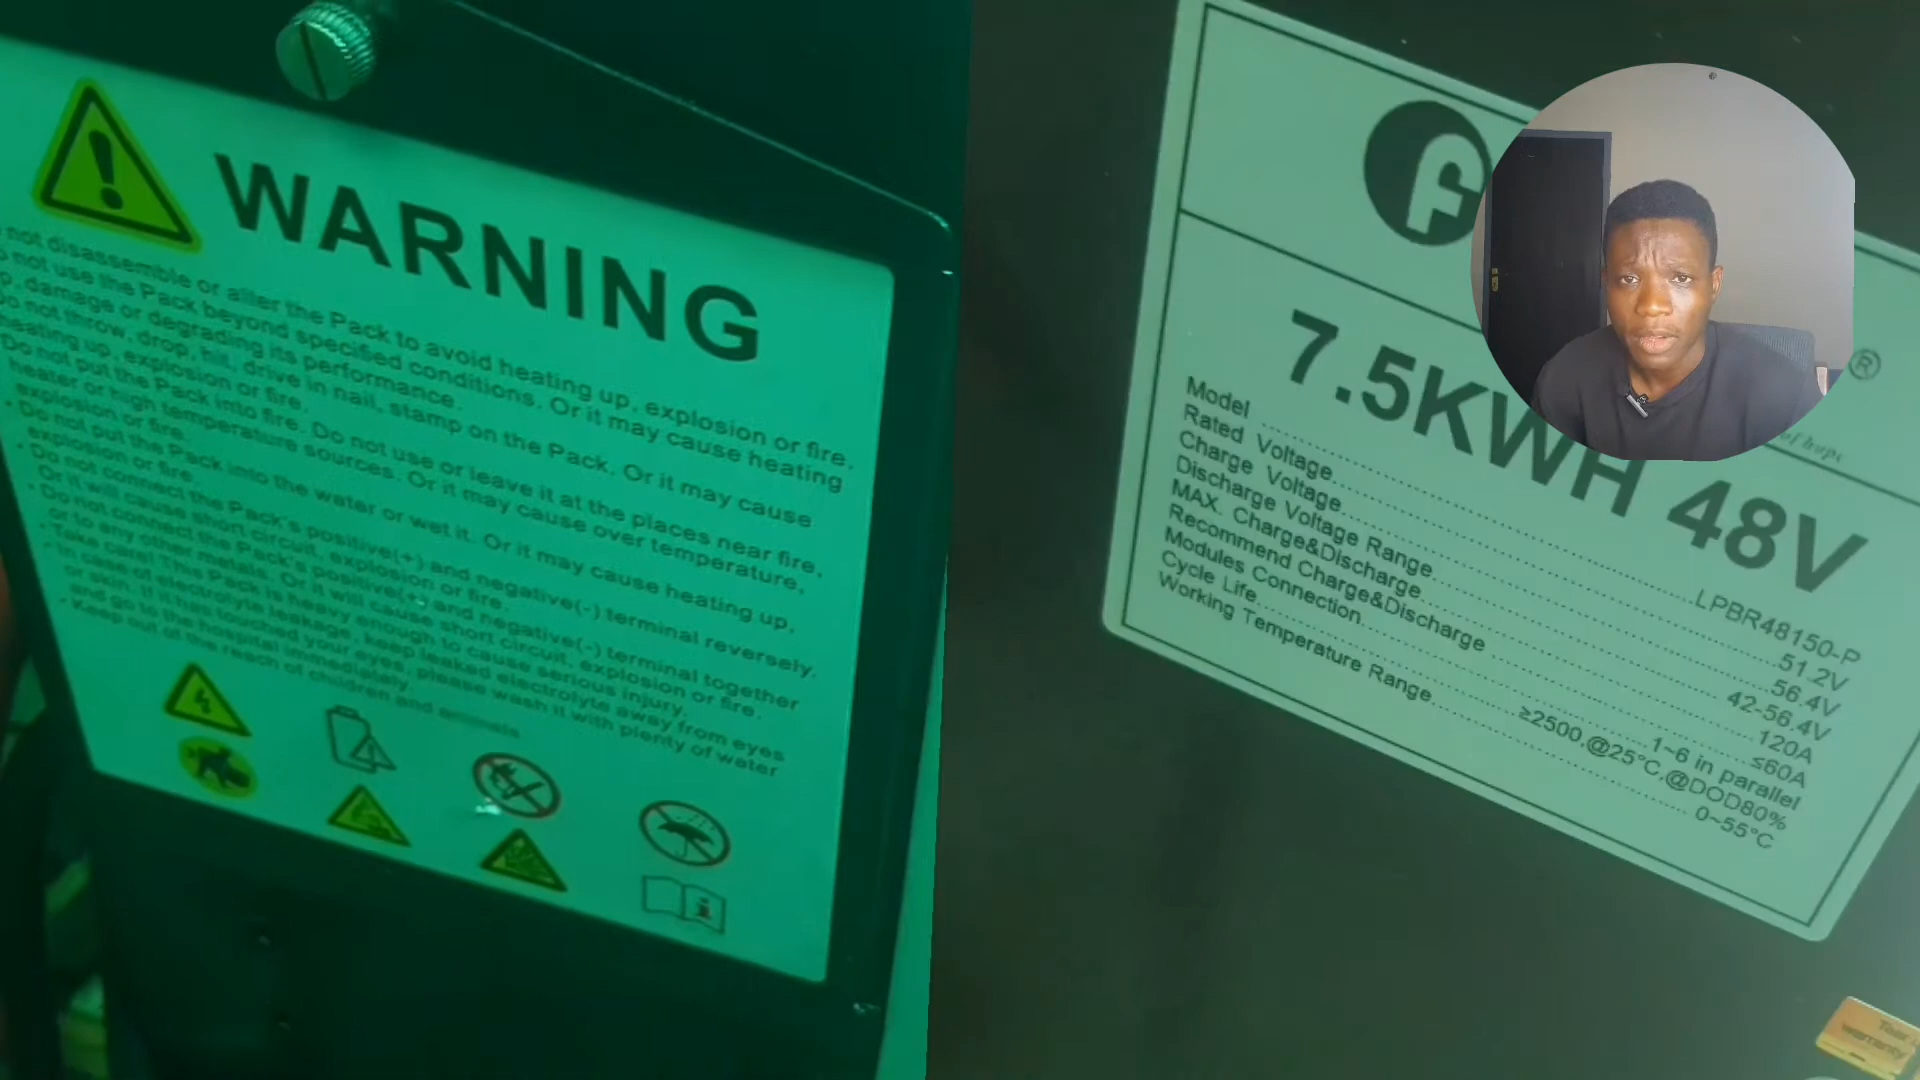 WARNING
not disassemble or alter the Pack to avoid heating up, explosion or fire.
not use the Pack beyond specified conditions. Or it may cause heating
up, damage or degrading its performance.
Do not throw, drop, hit, drive in nail, stamp on the Pack. Or it may cause
heating up, explosion or fire.
Do not put the Pack into fire. Do not use or leave it at the places near fire,
heater or high temperature sources. Or it may cause over temperature,
explosion or fire.
· Do not put the Pack into the water or wet it. Or it may cause heating up,
explosion or fire.
· Do not connect the Pack's positive(+) and negative(-) terminal reversely.
Or it will cause short circuit, explosion or fire.
· Do not connect the Pack's positive(+) and negative(-) terminal together
or to any other metals. Or it will cause short circuit, explosion or fire.
· Take care! This Pack is heavy enough to cause serious injury.
· In case of electrolyte leakage, keep leaked electrolyte away from eyes
or skin. If it has touched your eyes, please wash it with plenty of water
and go to the hospital immediately.
· Keep out of the reach of children and animals
f
®
of hope
7.5KWH 48V
Model LPBR48150-P
Rated Voltage 51.2V
Charge Voltage 56.4V
Discharge Voltage Range 42-56.4V
MAX. Charge&Discharge 120A
Recommend Charge&Discharge ≤60A
Modules Connection 1~6 in parallel
Cycle Life ≥2500,@25°C,@DOD80%
Working Temperature Range 0~55°C
warranty